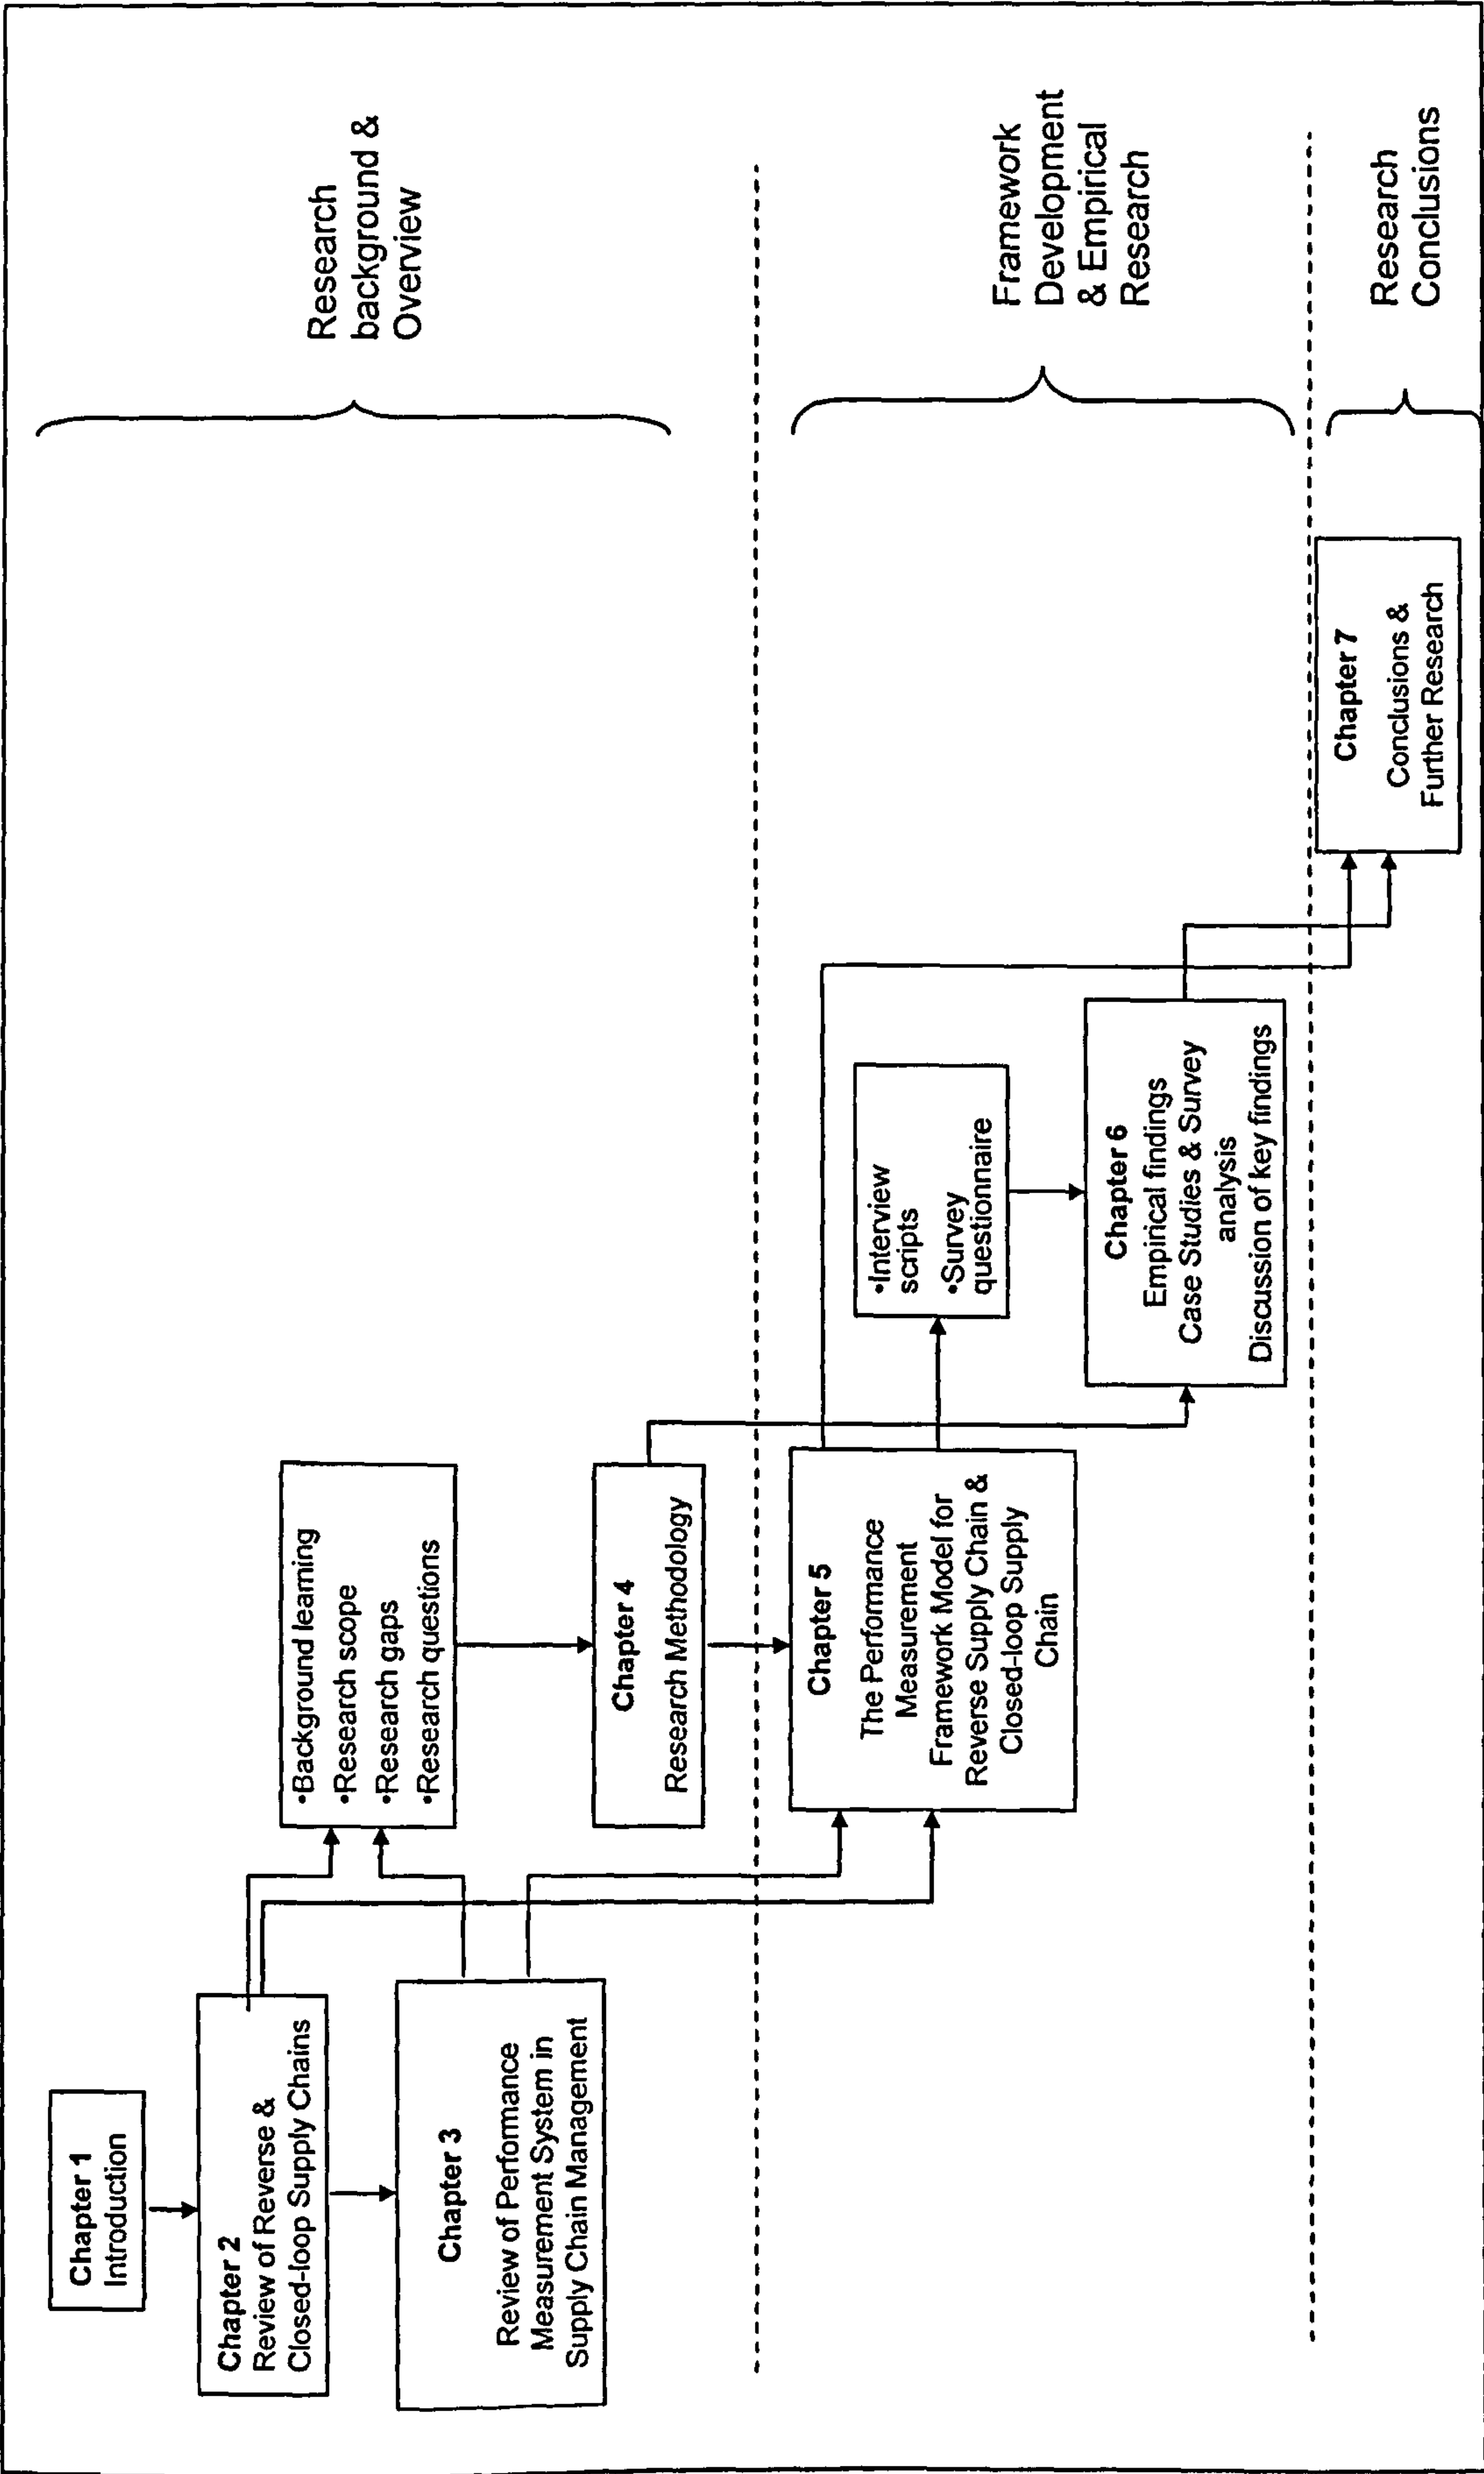 Chapter 1
Introduction
Chapter 2
Review of Reverse &
Closed-loop Supply Chains
Chapter 3
Review of Performance
Measurement System in
Supply Chain Management
•Background learning
•Research scope
•Research gaps
•Research questions
Chapter 4
Research Methodology
Research
background &
Overview
Chapter 5
The Performance
Measurement
Framework Model for
Reverse Supply Chain &
Closed-loop Supply
Chain
•Interview
scripts
•Survey
questionnaire
Chapter 6
Empirical findings
Case Studies & Survey
analysis
Discussion of key findings
Framework
Development
& Empirical
Research
Chapter 7
Conclusions &
Further Research
Research
Conclusions